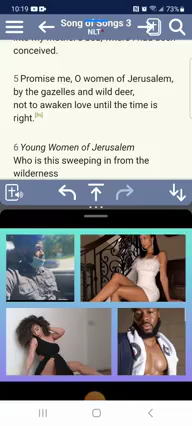 10:19
Song of Songs 3
NLT
conceived.
5 Promise me, O women of Jerusalem,
by the gazelles and wild deer,
not to awaken love until the time is
right.[b]
6 Young Women of Jerusalem
Who is this sweeping in from the
wilderness